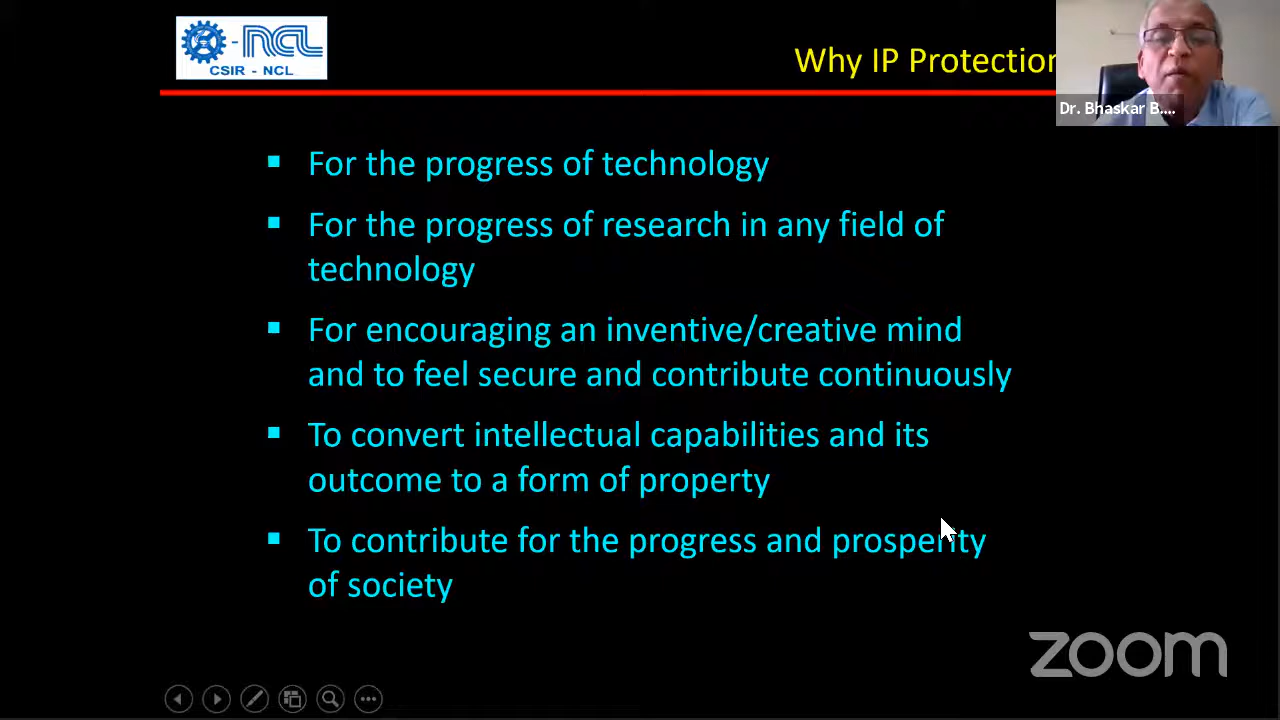 NCL
CSIR - NCL
Why IP Protection
Dr. Bhaskar B....
▪ For the progress of technology
▪ For the progress of research in any field of
technology
▪ For encouraging an inventive/creative mind
and to feel secure and contribute continuously
▪ To convert intellectual capabilities and its
outcome to a form of property
▪ To contribute for the progress and prosperity
of society
zoom